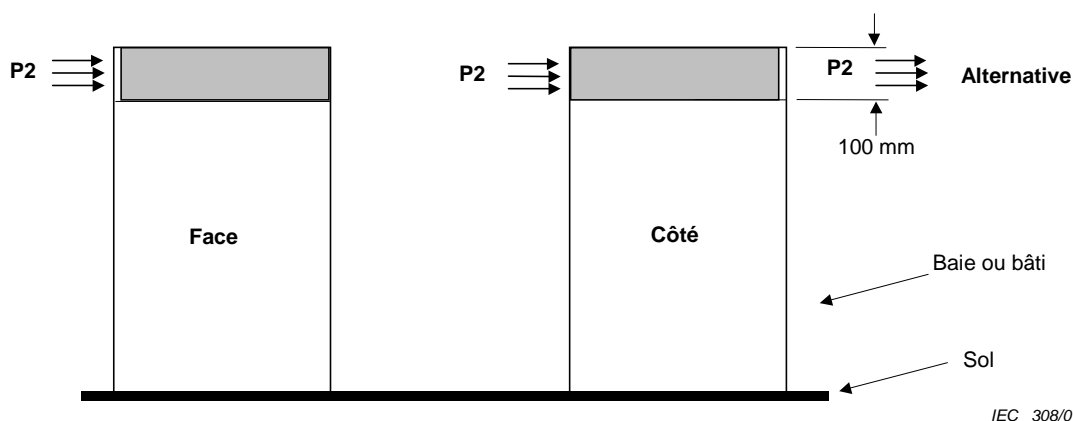 P2
P2
P2
Alternative
100 mm
Face
Côté
Baie ou bâti
Sol
IEC 308/0